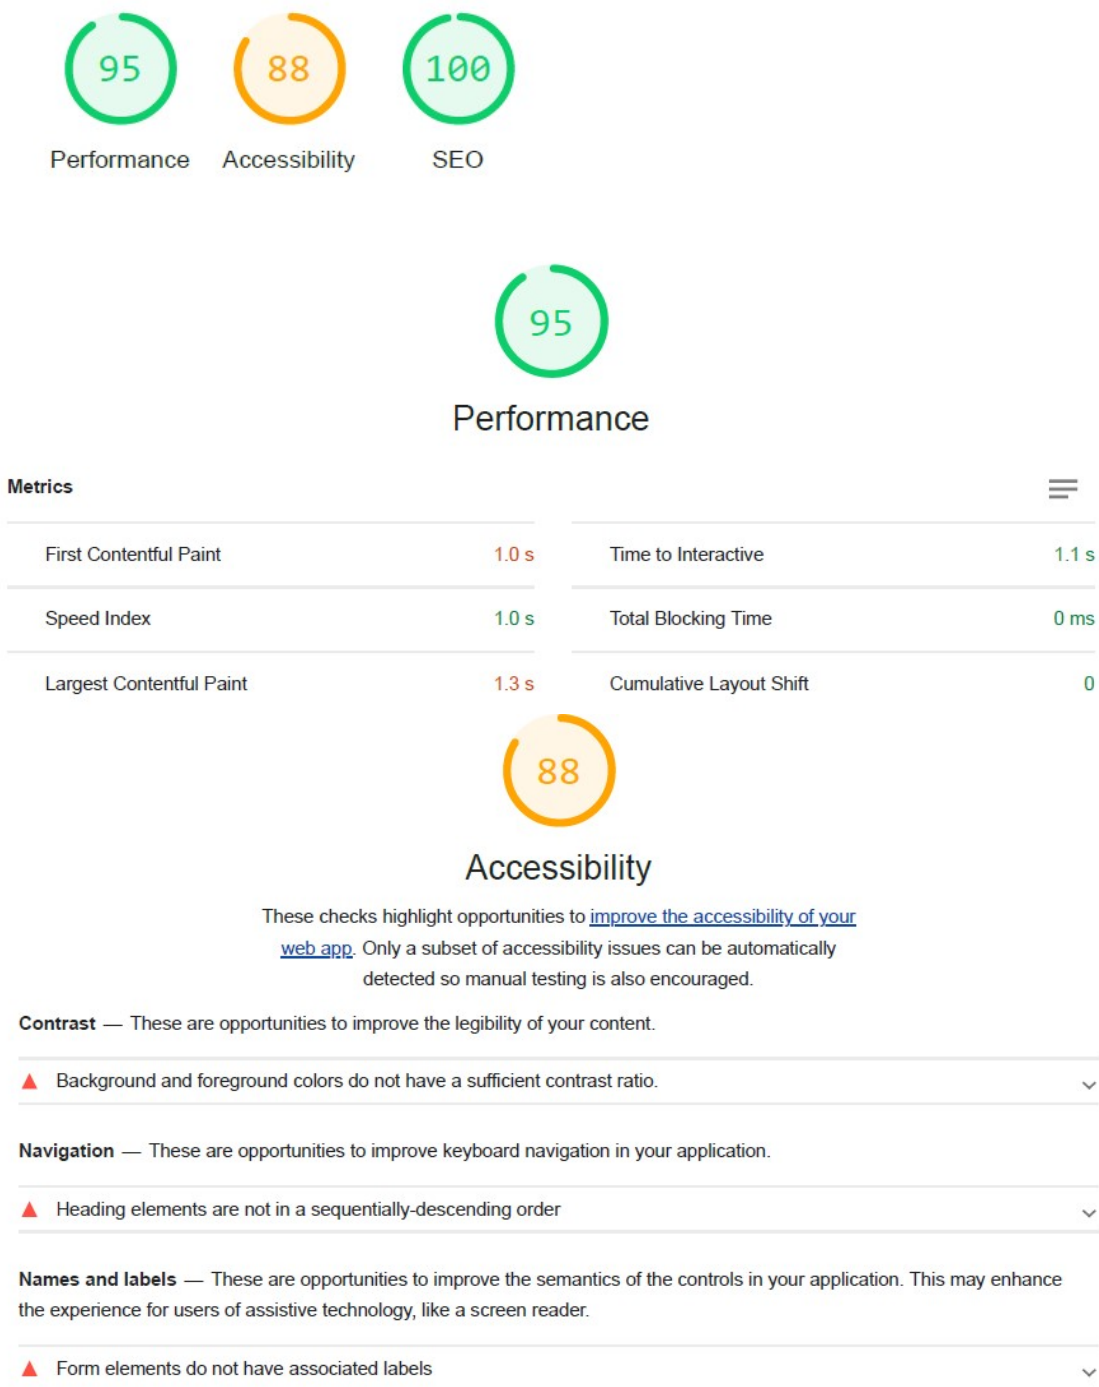 95 88 100
Performance Accessibility SEO
95
Performance
Metrics
First Contentful Paint 1.0 s Time to Interactive 1.1 s
Speed Index 1.0 s Total Blocking Time 0 ms
Largest Contentful Paint 1.3 s Cumulative Layout Shift 0
88
Accessibility
These checks highlight opportunities to improve the accessibility of your
web app. Only a subset of accessibility issues can be automatically
detected so manual testing is also encouraged.
Contrast — These are opportunities to improve the legibility of your content.
Background and foreground colors do not have a sufficient contrast ratio.
Navigation — These are opportunities to improve keyboard navigation in your application.
Heading elements are not in a sequentially-descending order
Names and labels — These are opportunities to improve the semantics of the controls in your application. This may enhance
the experience for users of assistive technology, like a screen reader.
Form elements do not have associated labels